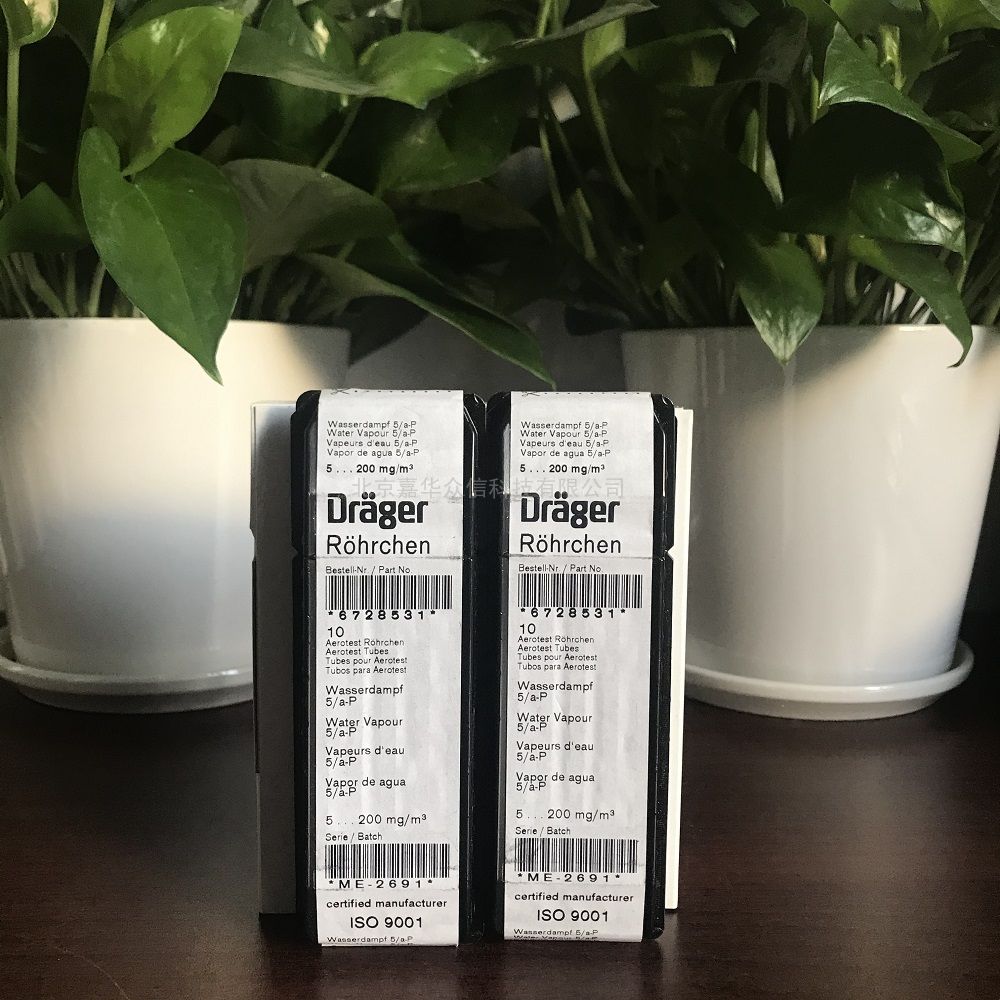 Wasserdampf 5/a-P
Water Vapour 5/a-P
Vapeurs d'eau 5/a-P
Vapor de agua 5/a-P
5 ... 200 mg/m³
Dräger
Röhrchen
Bestell-Nr. / Part No.
*6728531*
10
Aerotest Röhrchen
Aerotest Tubes
Tubes pour Aerotest
Tubos para Aerotest
Wasserdampf
5/a-P
Water Vapour
5/a-P
Vapeurs d'eau
5/a-P
Vapor de agua
5/a-P
5 ... 200 mg/m³
Serie / Batch
*ME-2691*
certified manufacturer
ISO 9001
Wasserdampf 5/a-P
Wasserdampf 5/a-P
Water Vapour 5/a-P
Vapeurs d'eau 5/a-P
Vapor de agua 5/a-P
5 ... 200 mg/m³
Dräger
Röhrchen
Bestell-Nr. / Part No.
*6728531*
10
Aerotest Röhrchen
Aerotest Tubes
Tubes pour Aerotest
Tubos para Aerotest
Wasserdampf
5/a-P
Water Vapour
5/a-P
Vapeurs d'eau
5/a-P
Vapor de agua
5/a-P
5 ... 200 mg/m³
Serie / Batch
*ME-2691*
certified manufacturer
ISO 9001
Wasserdampf 5/a-P
Water Vapour 5/a-P
北京嘉华众信科技有限公司